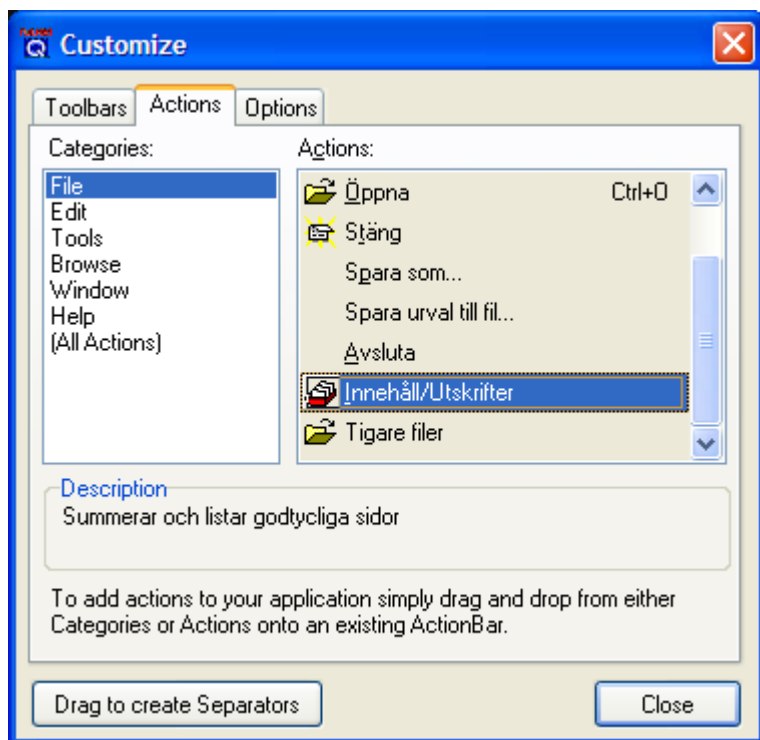 Customize
Toolbars Actions Options
Categories:
Actions:
File
Edit
Tools
Browse
Window
Help
(All Actions)
Öppna Ctrl+O
Stäng
Spara som...
Spara urval till fil...
Avsluta
Innehåll/Utskrifter
Tigare filer
Description
Summerar och listar godtycliga sidor
To add actions to your application simply drag and drop from either
Categories or Actions onto an existing ActionBar.
Drag to create Separators
Close